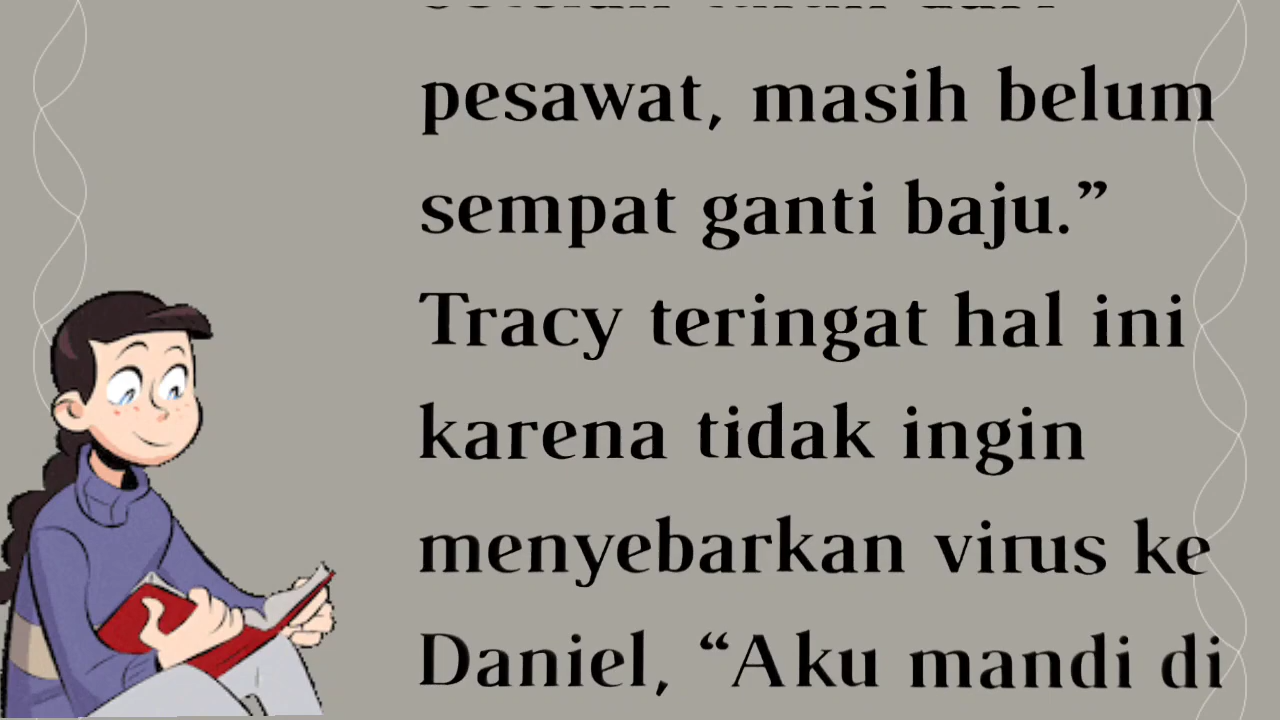 pesawat, masih belum
sempat ganti baju.”
Tracy teringat hal ini
karena tidak ingin
menyebarkan virus ke
Daniel, “Aku mandi di